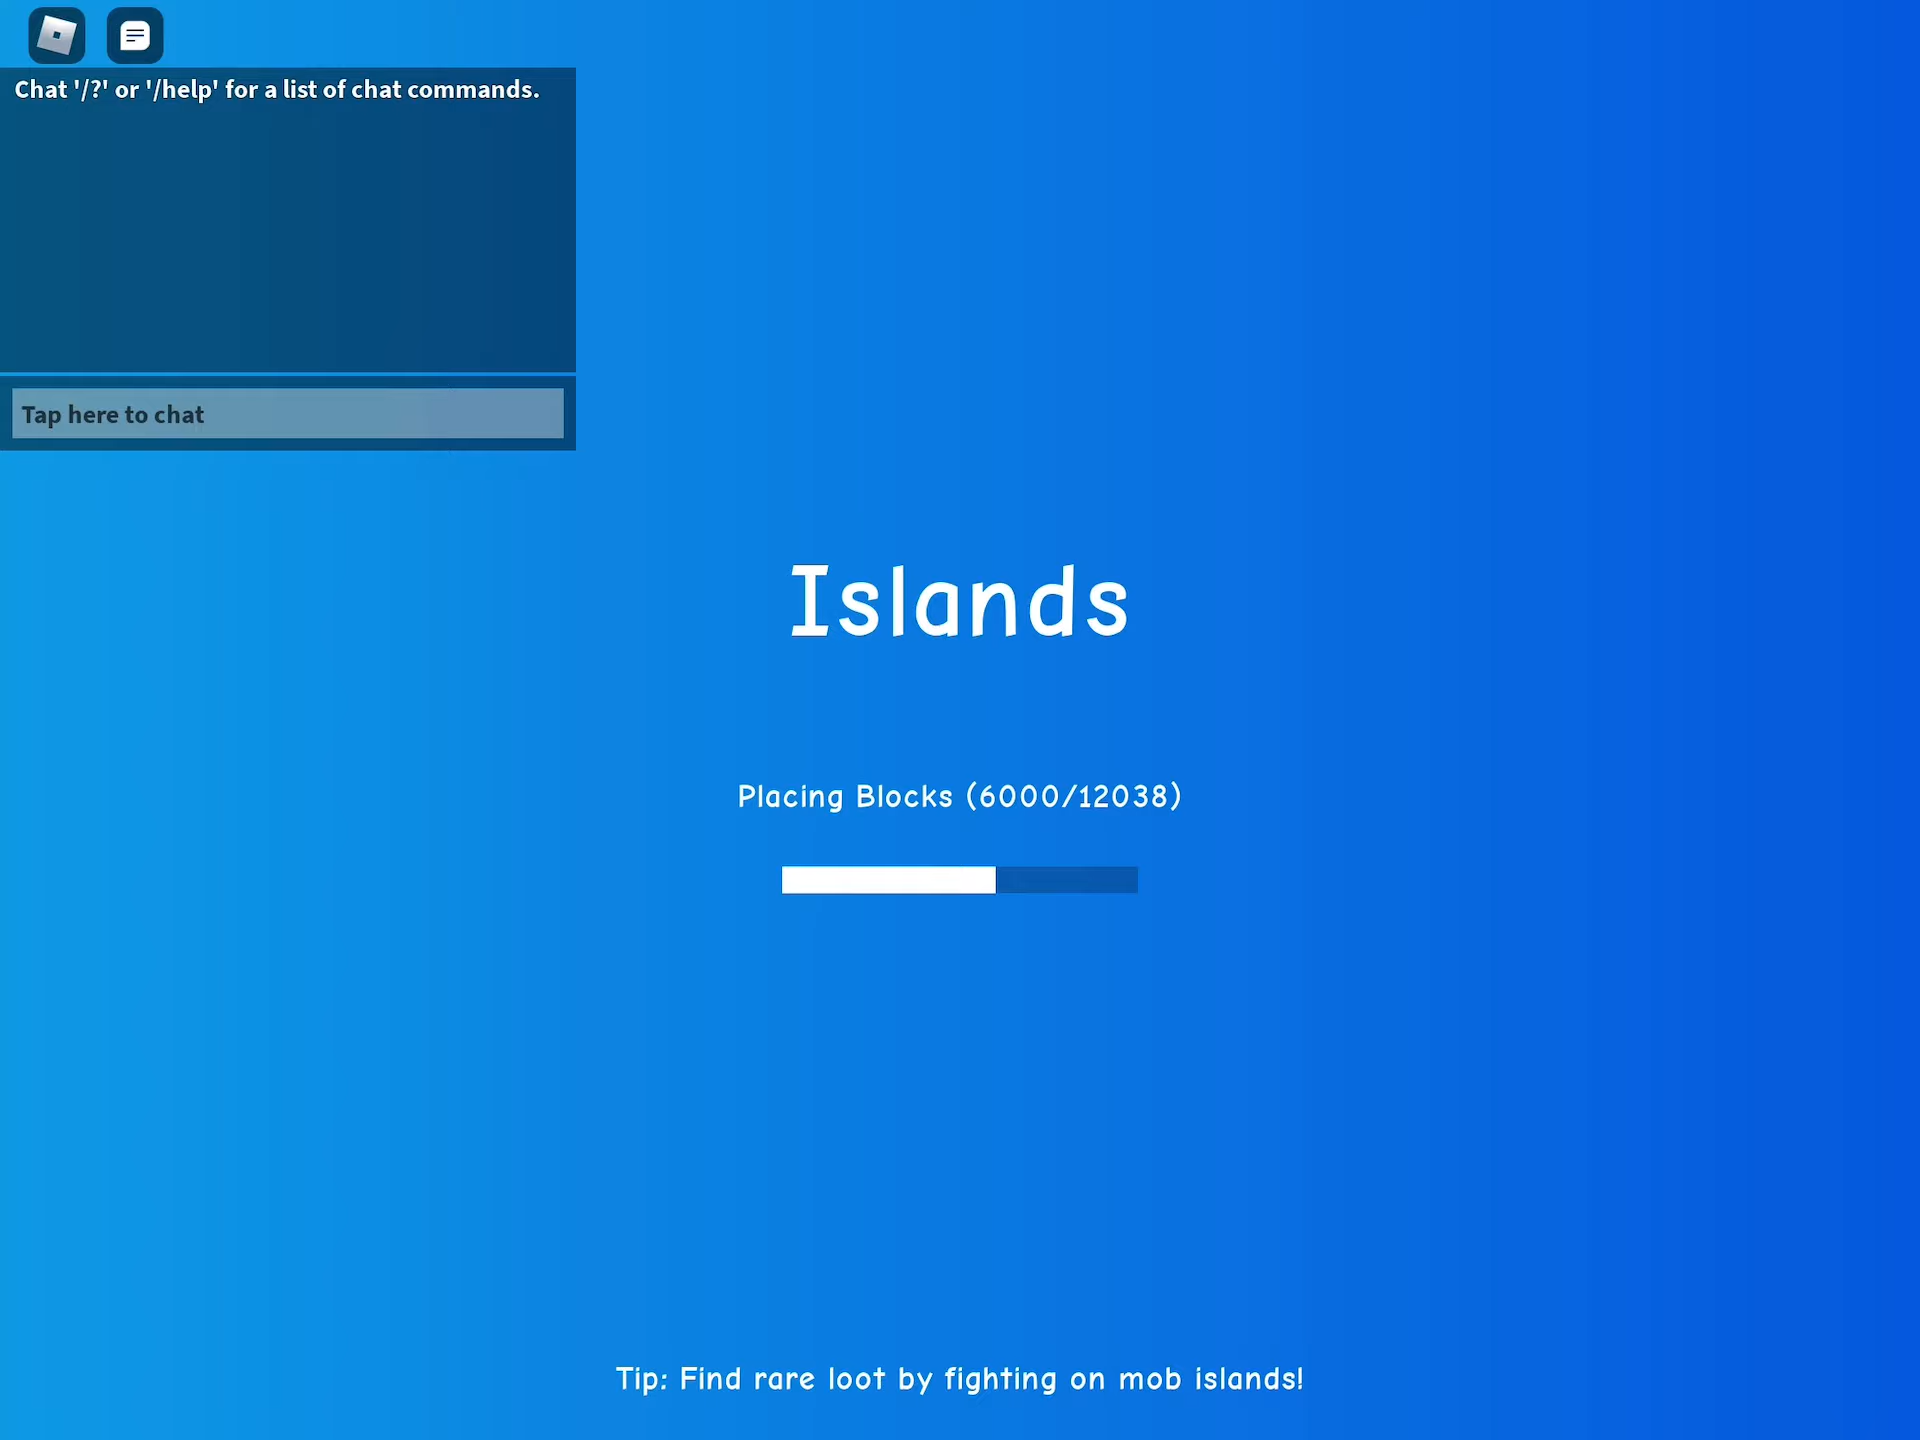 Chat '/?' or '/help' for a list of chat commands.
Tap here to chat
Islands
Placing Blocks (6000/12038)
Tip: Find rare loot by fighting on mob islands!